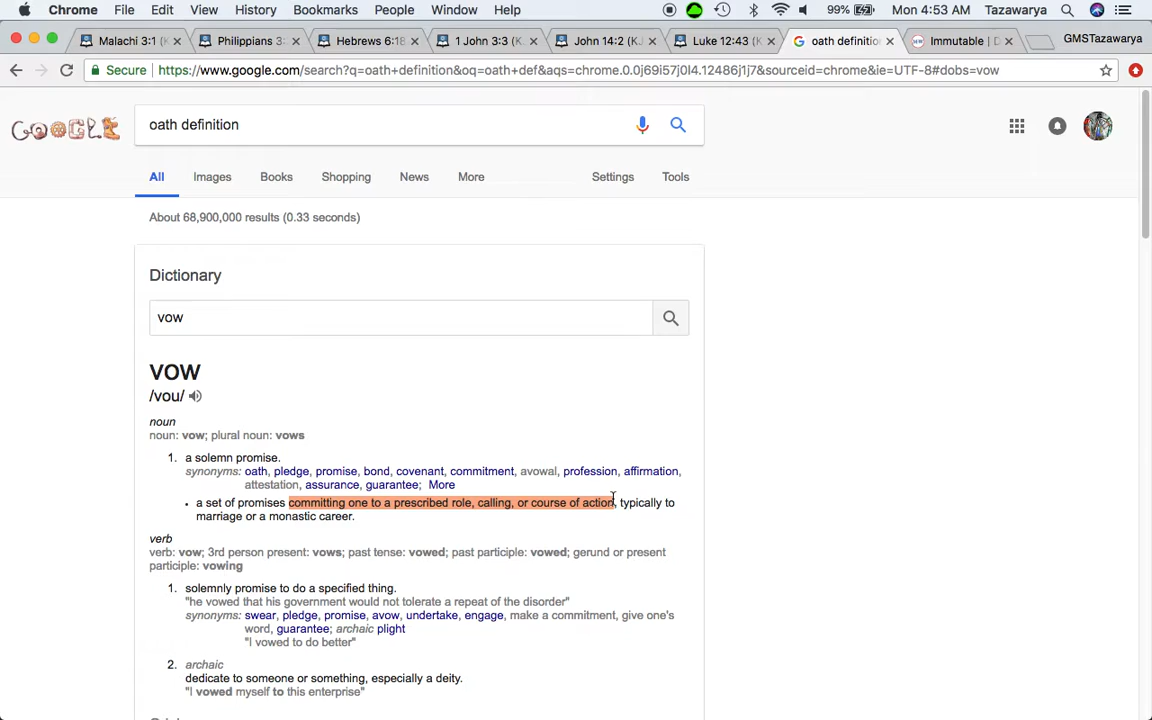 Chrome File Edit View History Bookmarks People Window Help 99% Mon 4:53 AM Tazawarya
Malachi 3:1 (K Philippians 3: Hebrews 6:18 1 John 3:3 (K John 14:2 (KJ Luke 12:43 (K oath definitio Immutable | D GMSTazawarya
Secure https://www.google.com/search?q=oath+definition&oq=oath+def&aqs=chrome.0.0j69i57j0l4.12486j1j7&sourceid=chrome&ie=UTF-8#dobs=vow
GOOGLE oath definition
All Images Books Shopping News More Settings Tools
About 68,900,000 results (0.33 seconds)
Dictionary
vow
vow
/vou/
noun
noun: vow; plural noun: vows
1. a solemn promise.
synonyms: oath, pledge, promise, bond, covenant, commitment, avowal, profession, affirmation,
attestation, assurance, guarantee; More
• a set of promises committing one to a prescribed role, calling, or course of action, typically to
marriage or a monastic career.
verb
verb: vow; 3rd person present: vows; past tense: vowed; past participle: vowed; gerund or present
participle: vowing
1. solemnly promise to do a specified thing.
"he vowed that his government would not tolerate a repeat of the disorder"
synonyms: swear, pledge, promise, avow, undertake, engage, make a commitment, give one's
word, guarantee; archaic plight
"I vowed to do better"
2. archaic
dedicate to someone or something, especially a deity.
"I vowed myself to this enterprise"